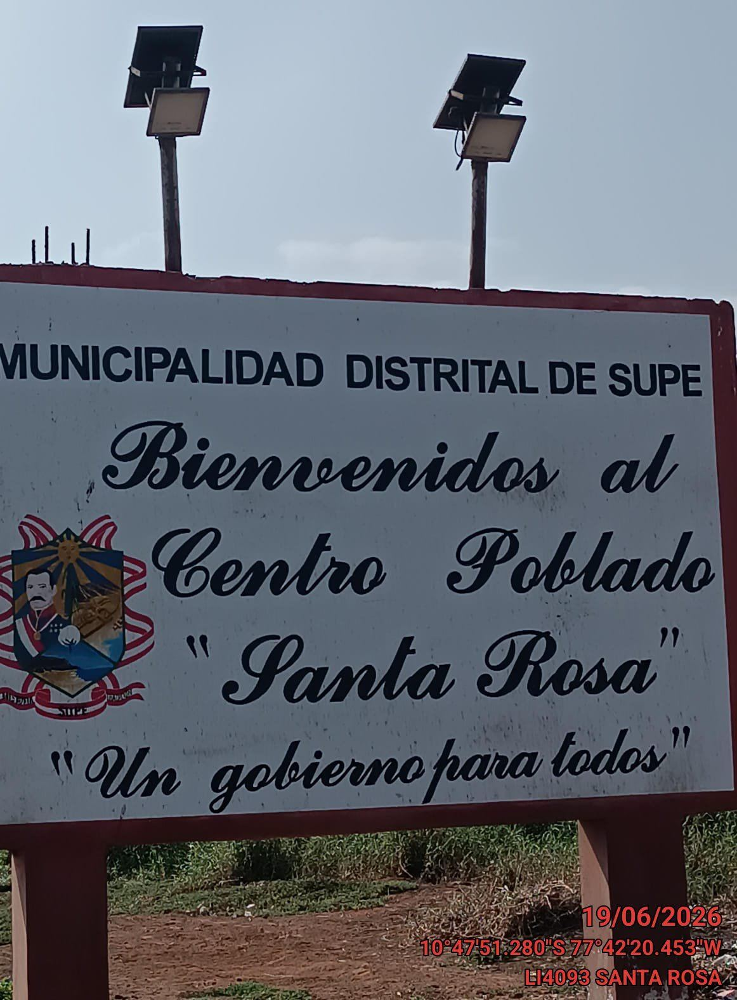 MUNICIPALIDAD DISTRITAL DE SUPE
Bienvenidos al
Centro Poblado
"Santa Rosa"
SUPE
"Un gobierno para todos"
19/06/2026
10°47'51.280"S 77°42'20.453"W
LI4093 SANTA ROSA